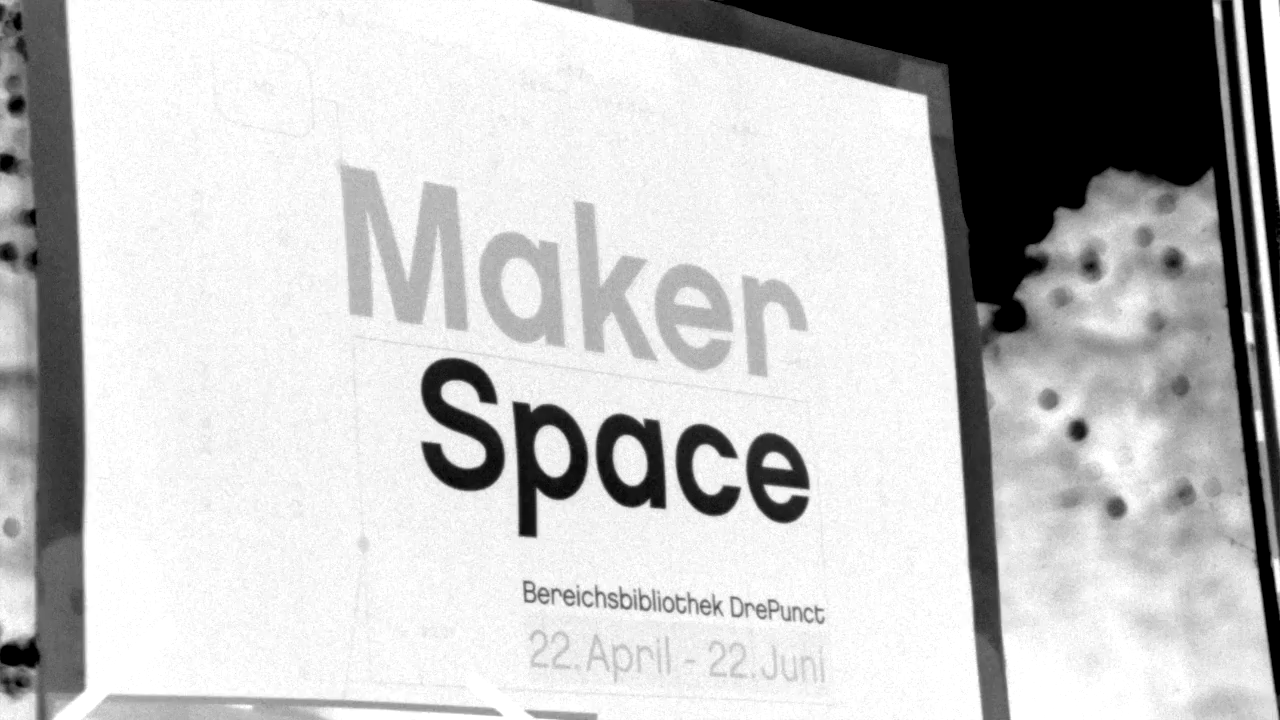 Maker
Space
Bereichsbibliothek DrePunct
22. April - 22. Juni